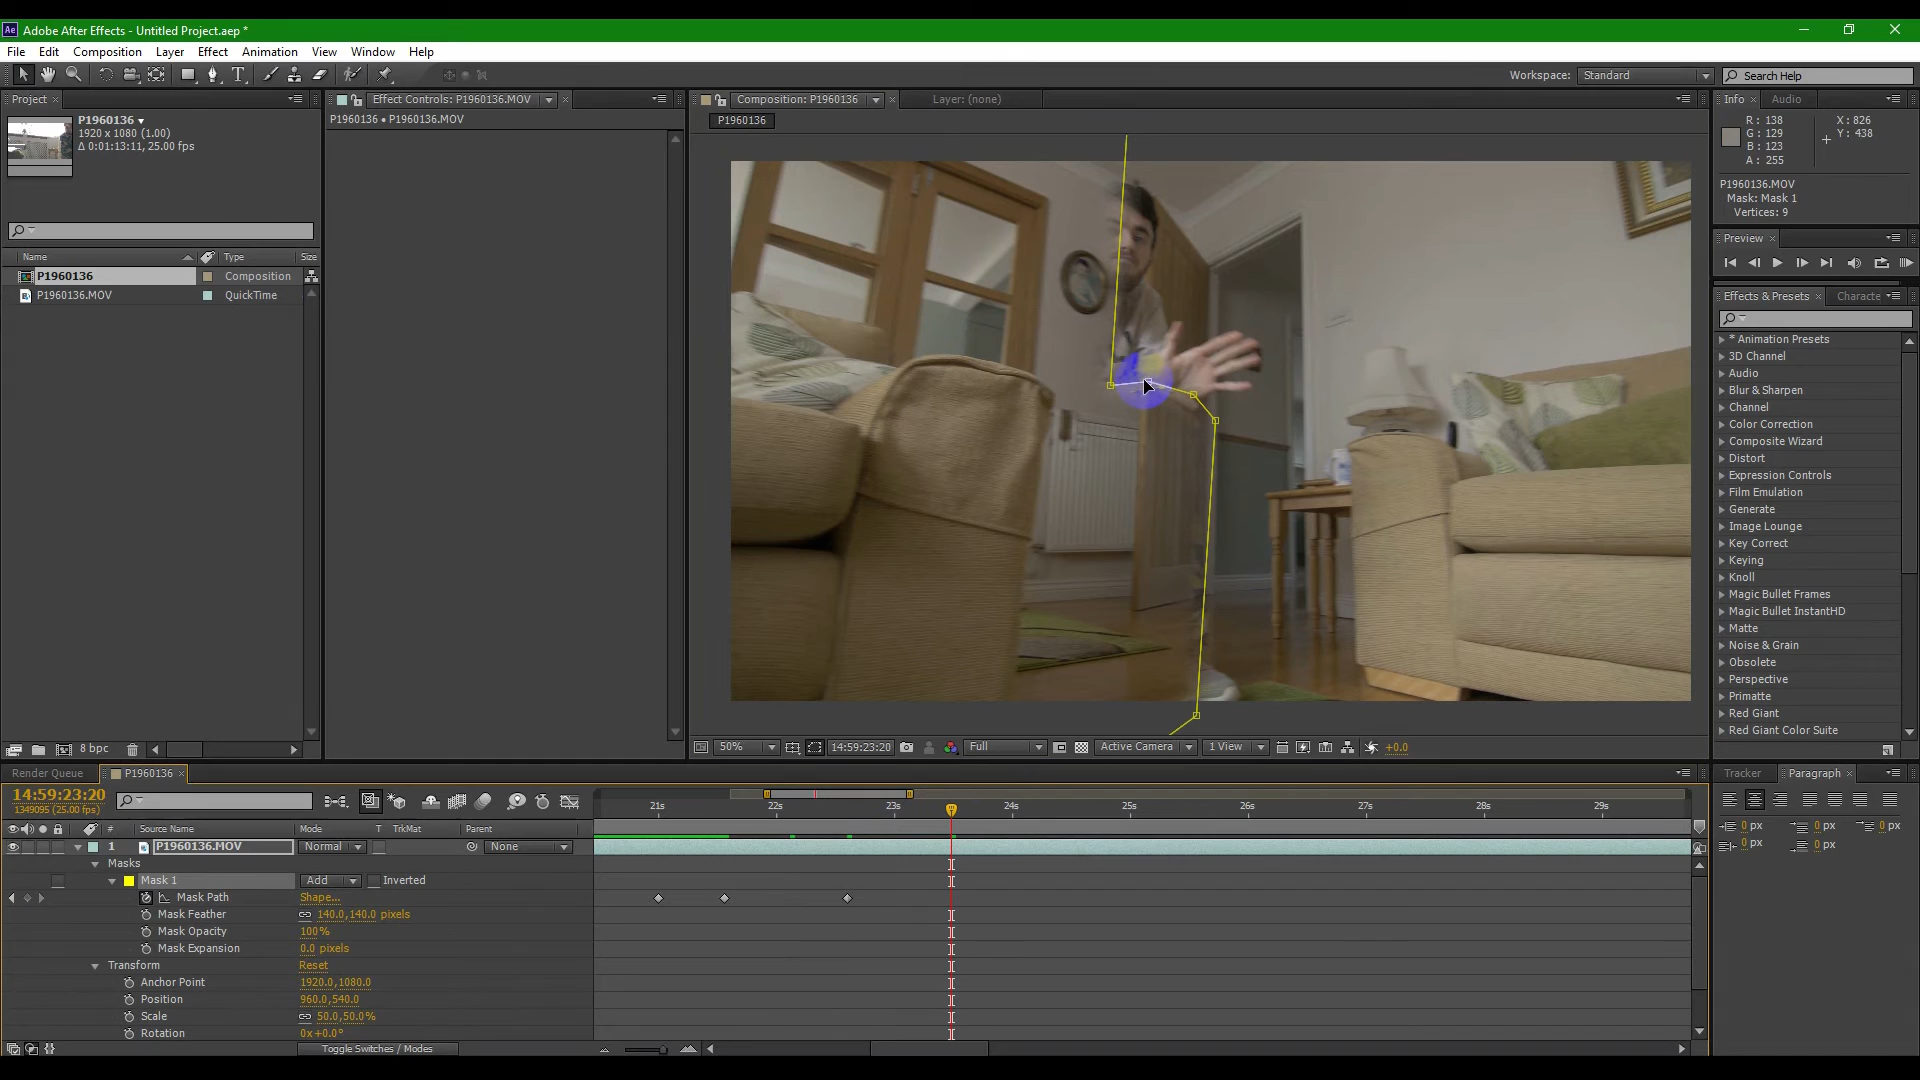 Ae Adobe After Effects - Untitled Project.aep *
File Edit Composition Layer Effect Animation View Window Help
T Workspace: Standard Search Help
Project × Effect Controls: P1960136.MOV × Composition: P1960136 × Layer: (none) Info × Audio
P1960136
1920 x 1080 (1.00)
Δ 0:01:13:11, 25.00 fps
P1960136 • P1960136.MOV
P1960136
R: 138
G: 129
B: 123
A: 255
X: 826
Y: 438
P1960136.MOV
Mask: Mask 1
Vertices: 9
Preview ×
Name Type Size
P1960136 Composition
P1960136.MOV QuickTime
Effects & Presets × Characte
* Animation Presets
3D Channel
Audio
Blur & Sharpen
Channel
Color Correction
Composite Wizard
Distort
Expression Controls
Film Emulation
Generate
Image Lounge
Key Correct
Keying
Knoll
Magic Bullet Frames
Magic Bullet InstantHD
Matte
Noise & Grain
Obsolete
Perspective
Primatte
Red Giant
Red Giant Color Suite
8 bpc
50% 14:59:23:20 Full Active Camera 1 View +0.0
Render Queue P1960136 × Tracker Paragraph ×
14:59:23:20
1349095 (25.00 fps)
21s 22s 23s 24s 25s 26s 27s 28s 29s
# Source Name Mode T TrkMat Parent
1 P1960136.MOV Normal None
Masks
Mask 1 Add Inverted
Mask Path Shape...
Mask Feather 140.0,140.0 pixels
Mask Opacity 100%
Mask Expansion 0.0 pixels
Transform Reset
Anchor Point 1920.0,1080.0
Position 960.0,540.0
Scale 50.0,50.0%
Rotation 0x+0.0°
Toggle Switches / Modes
0 px 0 px 0 px
0 px 0 px